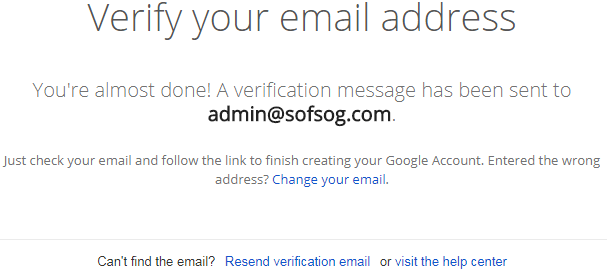 Verify your email address
You're almost done! A verification message has been sent to
admin@sofsog.com.
Just check your email and follow the link to finish creating your Google Account. Entered the wrong
address? Change your email.
Can't find the email? Resend verification email or visit the help center